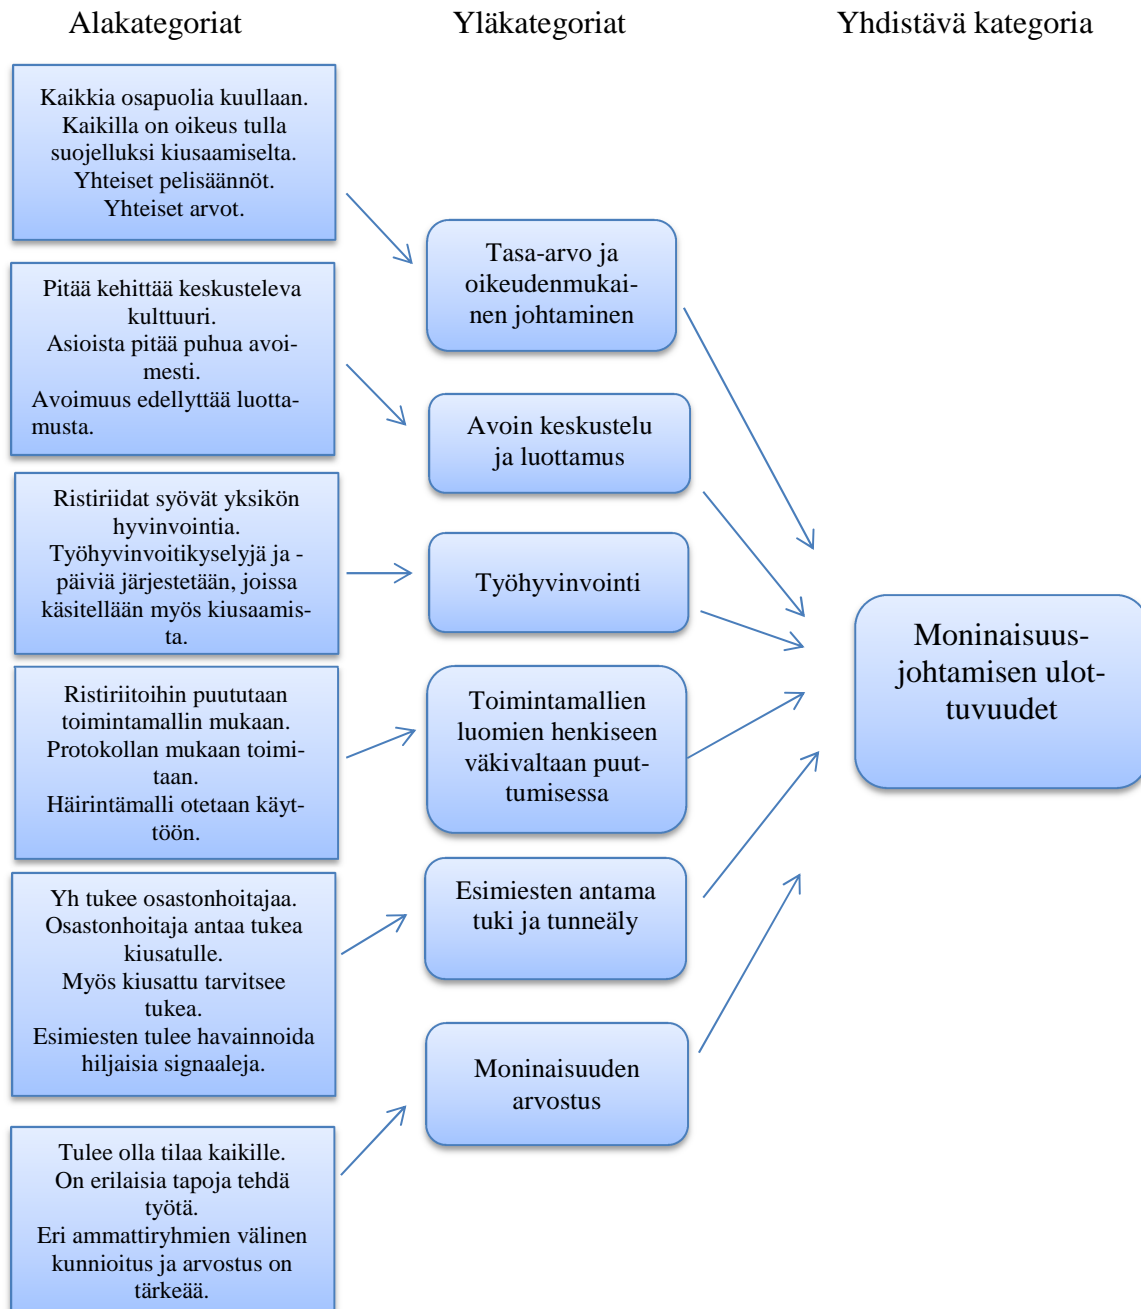 Alakategoriat
Yläkategoriat
Yhdistävä kategoria
Kaikkia osapuolia kuullaan.
Kaikilla on oikeus tulla
suojelluksi kiusaamiselta.
Yhteiset pelisäännöt.
Yhteiset arvot.
Pitää kehittää keskusteleva
kulttuuri.
Asioista pitää puhua avoi-
mesti.
Avoimuus edellyttää luotta-
musta.
Ristiriidat syövät yksikön
hyvinvointia.
Työhyvinvoitikyselyjä ja -
päiviä järjestetään, joissa
käsitellään myös kiusaamis-
ta.
Ristiriitoihin puututaan
toimintamallin mukaan.
Protokollan mukaan toimi-
taan.
Häirintämalli otetaan käyt-
töön.
Yh tukee osastonhoitajaa.
Osastonhoitaja antaa tukea
kiusatulle.
Myös kiusattu tarvitsee
tukea.
Esimiesten tulee havainnoida
hiljaisia signaaleja.
Tulee olla tilaa kaikille.
On erilaisia tapoja tehdä
työtä.
Eri ammattiryhmien välinen
kunnioitus ja arvostus on
tärkeää.
Tasa-arvo ja
oikeudenmukai-
nen johtaminen
Avoin keskustelu
ja luottamus
Työhyvinvointi
Toimintamallien
luomien henkiseen
väkivaltaan puut-
tumisessa
Esimiesten antama
tuki ja tunneäly
Moninaisuuden
arvostus
Moninaisuus-
johtamisen ulot-
tuvuudet